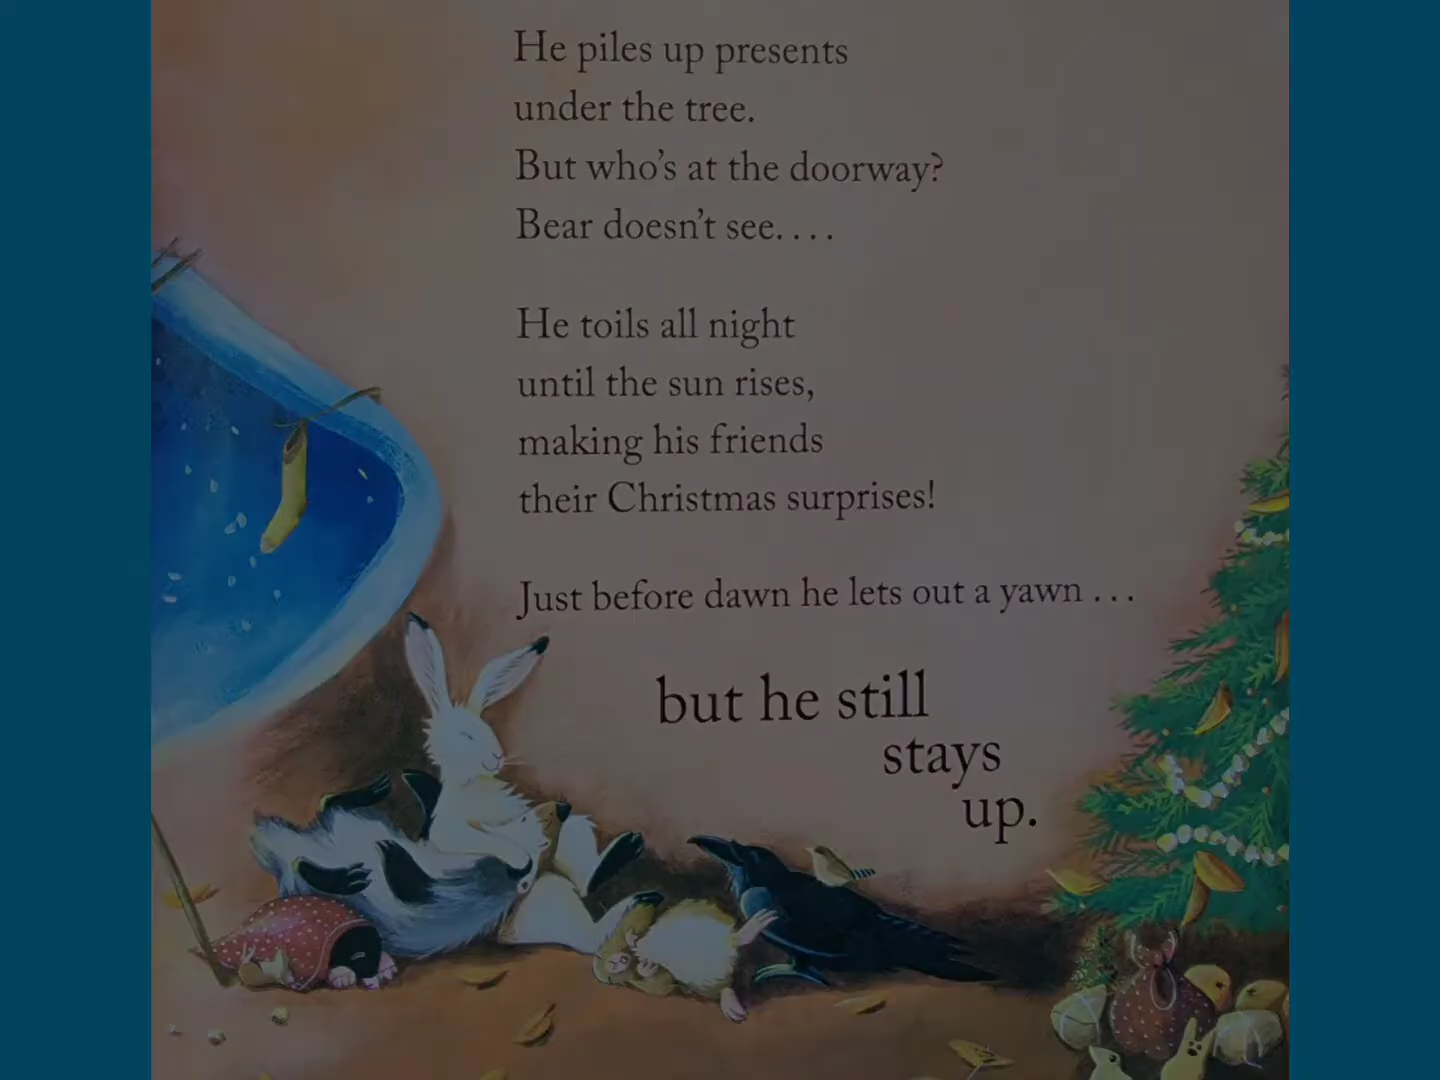 He piles up presents
under the tree.
But who's at the doorway?
Bear doesn't see. . . .
He toils all night
until the sun rises,
making his friends
their Christmas surprises!
Just before dawn he lets out a yawn . . .
but he still
stays
up.